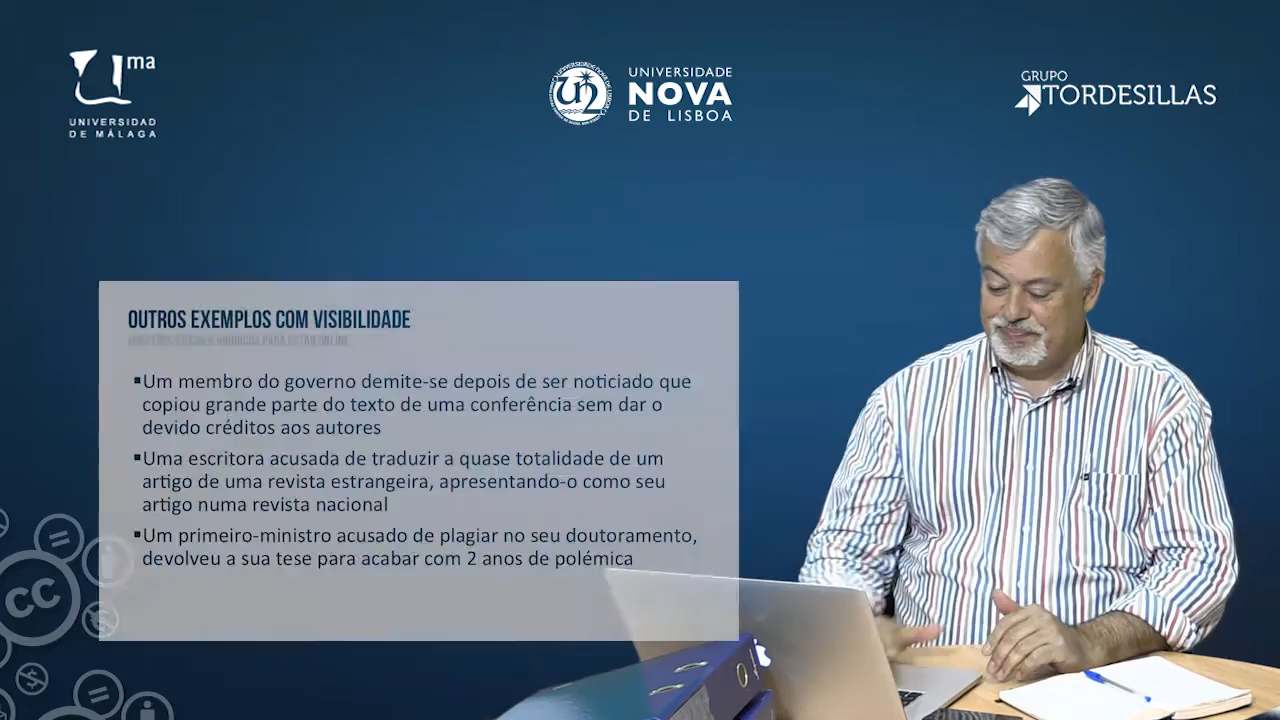 ma
UNIVERSIDAD
DE MÁLAGA
UNIVERSIDADE
NOVA
DE LISBOA
GRUPO
TORDESILLAS
OUTROS EXEMPLOS COM VISIBILIDADE
▪Um membro do governo demite-se depois de ser noticiado que
copiou grande parte do texto de uma conferência sem dar o
devido créditos aos autores
▪Uma escritora acusada de traduzir a quase totalidade de um
artigo de uma revista estrangeira, apresentando-o como seu
artigo numa revista nacional
▪Um primeiro-ministro acusado de plagiar no seu doutoramento,
devolveu a sua tese para acabar com 2 anos de polémica
cc